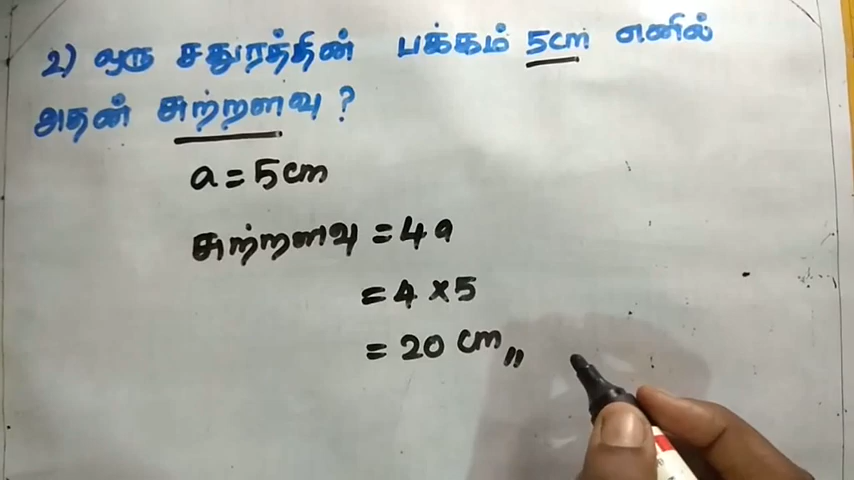 2) ஒரு சதுரத்தின் பக்கம் 5cm எனில்
அதன் சுற்றளவு ?
a = 5cm
சுற்றளவு = 4a
= 4 × 5
= 20 cm,,